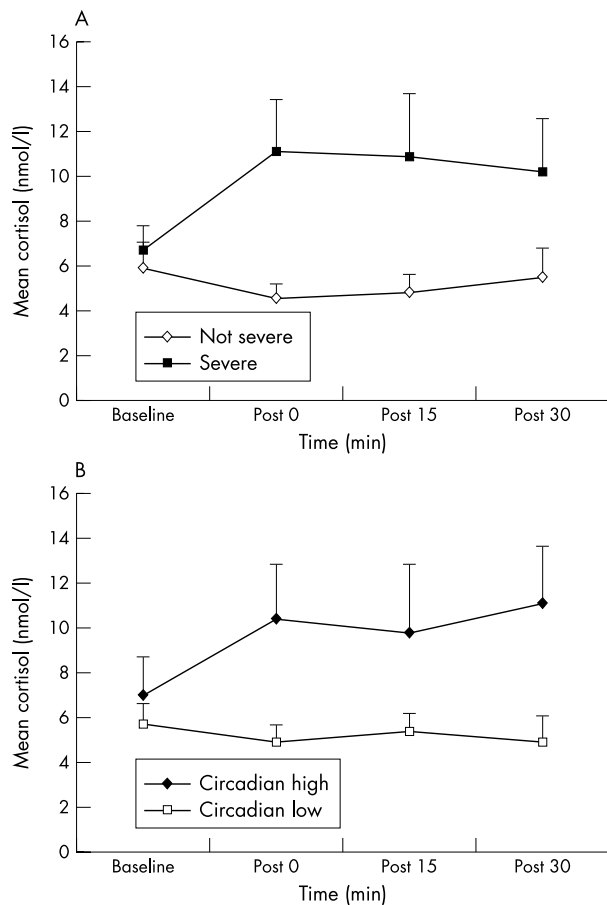 A
16
14
12
10
8
6
4
2
0
Mean cortisol (nmol/l)
Not severe
Severe
Baseline Post 0 Post 15 Post 30
Time (min)
B
16
14
12
10
8
6
4
2
0
Mean cortisol (nmol/l)
Circadian high
Circadian low
Baseline Post 0 Post 15 Post 30
Time (min)